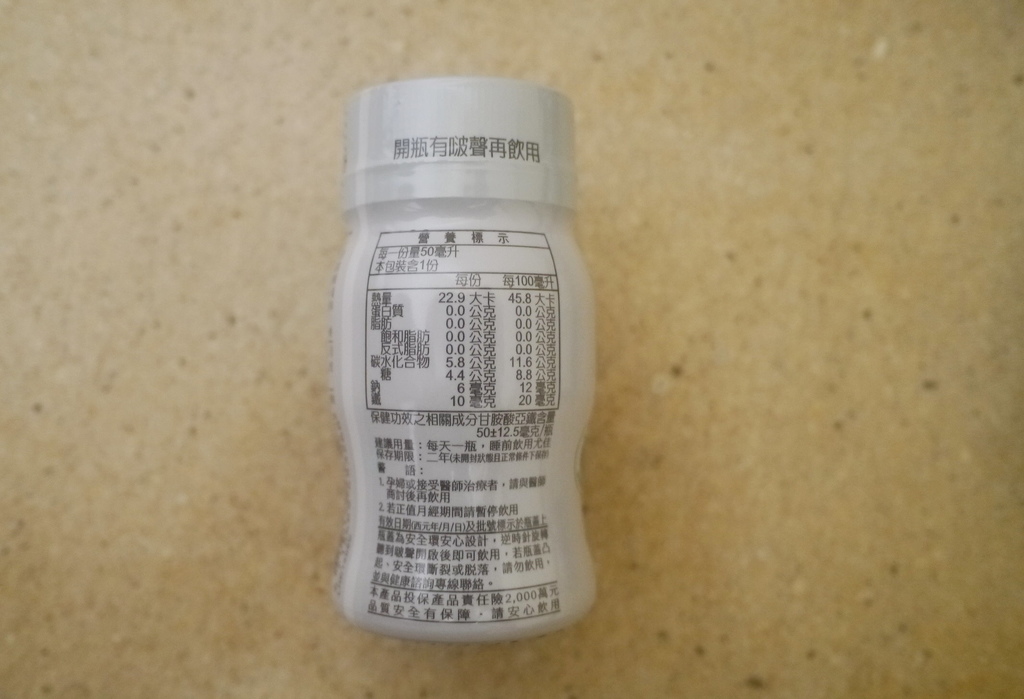 開瓶有啵聲再飲用
營養標示
每一份量50毫升
本包裝含1份
每份 每100毫升
熱量 22.9 大卡 45.8 大卡
蛋白質 0.0 公克 0.0 公克
脂肪 0.0 公克 0.0 公克
飽和脂肪 0.0 公克 0.0 公克
反式脂肪 0.0 公克 0.0 公克
碳水化合物 5.8 公克 11.6 公克
糖 4.4 公克 8.8 公克
鈉 6 毫克 12 毫克
鐵 10 毫克 20 毫克
保健功效之相關成分甘胺酸亞鐵含量
50±12.5毫克/瓶
建議用量：每天一瓶，睡前飲用尤佳
保存期限：二年(未開封狀態且正常條件下保存)
警 語：
1.孕婦或接受醫師治療者，請與醫師
商討後再飲用
2.若正值月經期間請暫停飲用
有效日期(西元年/月/日)及批號標示於瓶蓋上
瓶蓋為安全環安心設計，逆時針旋轉
聽到啵聲開啟後即可飲用，若瓶蓋凸
起、安全環斷裂或脫落，請勿飲用，
並與健康諮詢專線聯絡。
本產品投保產品責任險2,000萬元
品質安全有保障，請安心飲用